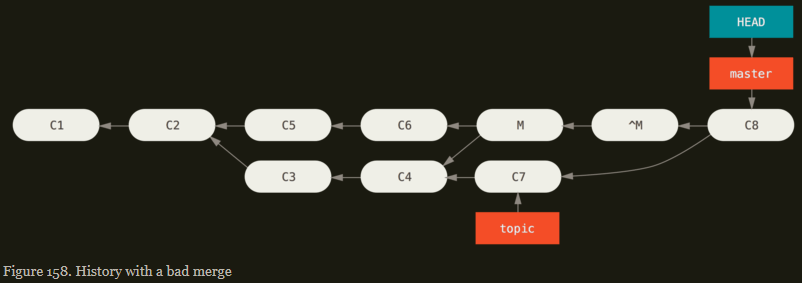 HEAD
master
C1 C2 C5 C6 M ^M C8
C3 C4 C7
topic
Figure 158. History with a bad merge